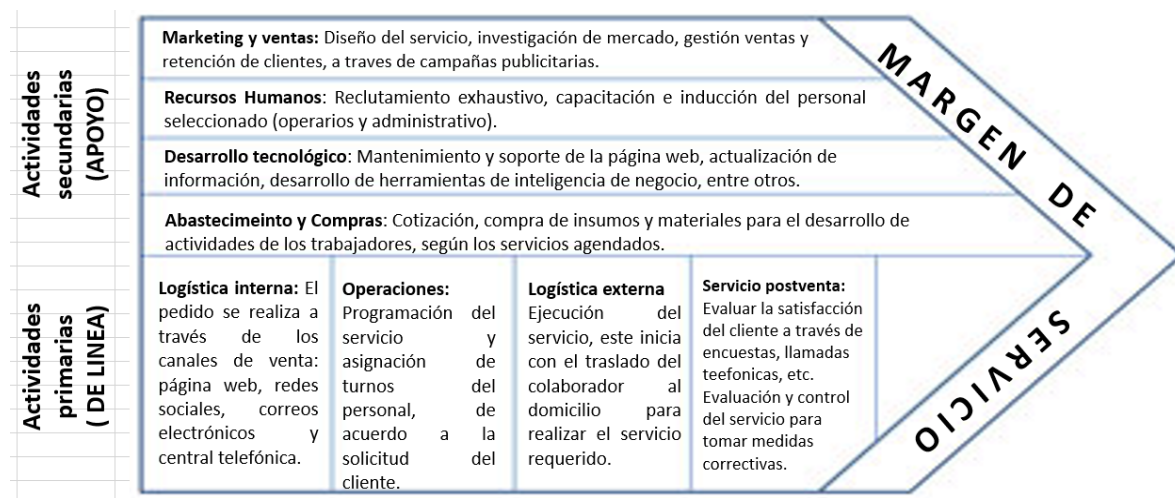 Actividades
secundarias
(APOYO)
Marketing y ventas: Diseño del servicio, investigación de mercado, gestión ventas y
retención de clientes, a traves de campañas publicitarias.
Recursos Humanos: Reclutamiento exhaustivo, capacitación e inducción del personal
seleccionado (operarios y administrativo).
Desarrollo tecnológico: Mantenimiento y soporte de la página web, actualización de
información, desarrollo de herramientas de inteligencia de negocio, entre otros.
Abastecimeinto y Compras: Cotización, compra de insumos y materiales para el desarrollo de
actividades de los trabajadores, según los servicios agendados.
Actividades
primarias
( DE LINEA)
Logística interna: El
pedido se realiza a
través de los
canales de venta:
página web, redes
sociales, correos
electrónicos y
central telefónica.
Operaciones:
Programación del
servicio y
asignación de
turnos del
personal, de
acuerdo a la
solicitud del
cliente.
Logística externa
Ejecución del
servicio, este inicia
con el traslado del
colaborador al
domicilio para
realizar el servicio
requerido.
Servicio postventa:
Evaluar la satisfacción
del cliente a través de
encuestas, llamadas
teefonicas, etc.
Evaluación y control
del servicio para
tomar medidas
correctivas.
MARGEN DE
SERVICIO